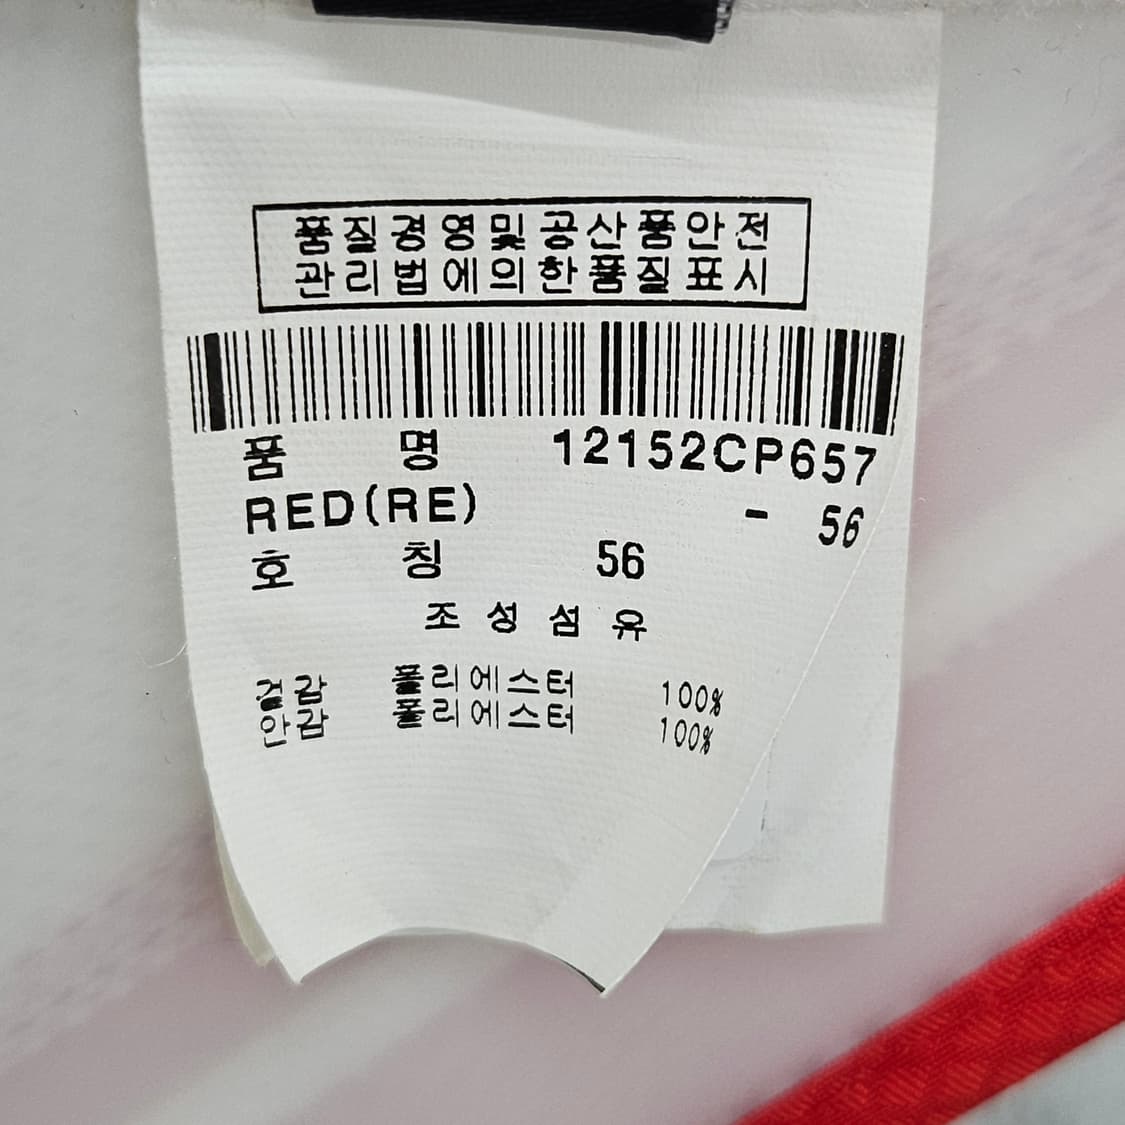 품질경영및공산품안전
관리법에의한품질표시
품 명 12152CP657
RED(RE) - 56
호 칭 56
조성섬유
겉감 폴리에스터 100%
안감 폴리에스터 100%